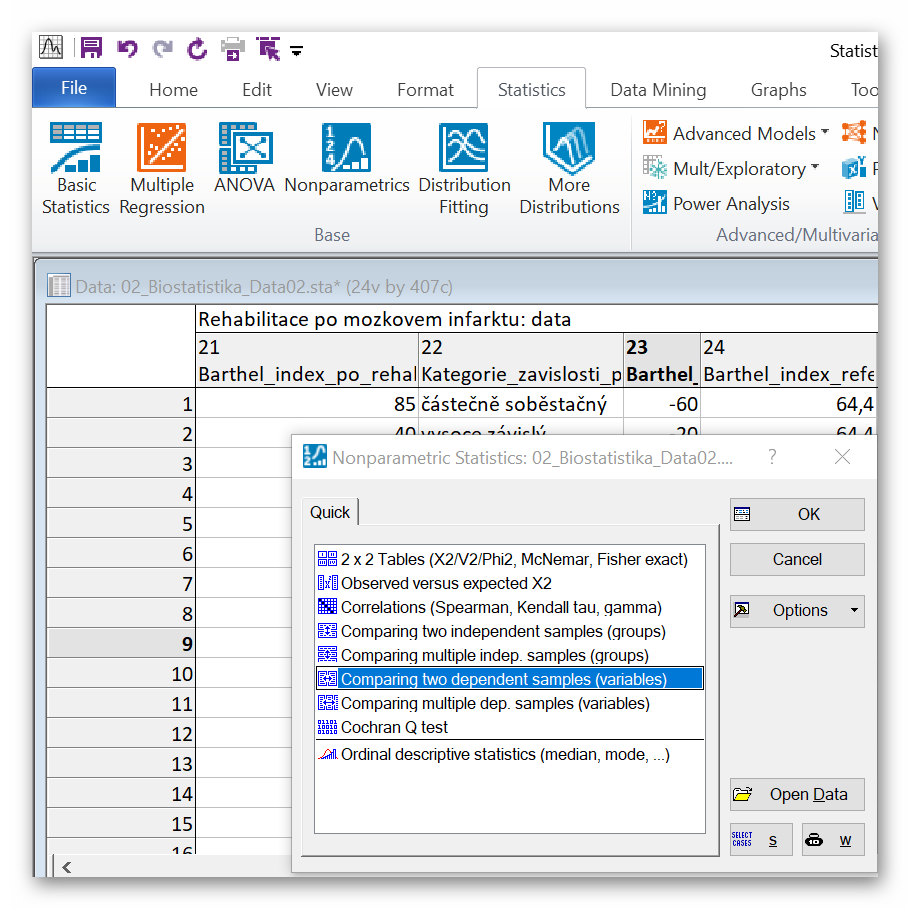 Statist
File Home Edit View Format Statistics Data Mining Graphs Too
Basic Statistics
Multiple Regression
ANOVA
Nonparametrics
Distribution Fitting
More Distributions
Advanced Models
Mult/Exploratory
Power Analysis
Base
Advanced/Multivaria
Data: 02_Biostatistika_Data02.sta* (24v by 407c)
Rehabilitace po mozkovem infarktu: data
21 22 23 24
Barthel_index_po_rehal Kategorie_zavislosti_p Barthel_ Barthel_index_refe
1 85 částečně soběstačný -60 64,4
2 40 vysoce závislý -20 64,4
3
4
5
6
7
8
9
10
11
12
13
14
15
16
Nonparametric Statistics: 02_Biostatistika_Data02.... ?
Quick
2 x 2 Tables (X2/V2/Phi2, McNemar, Fisher exact)
Observed versus expected X2
Correlations (Spearman, Kendall tau, gamma)
Comparing two independent samples (groups)
Comparing multiple indep. samples (groups)
Comparing two dependent samples (variables)
Comparing multiple dep. samples (variables)
Cochran Q test
Ordinal descriptive statistics (median, mode, ...)
OK
Cancel
Options
Open Data
SELECT CASES S W